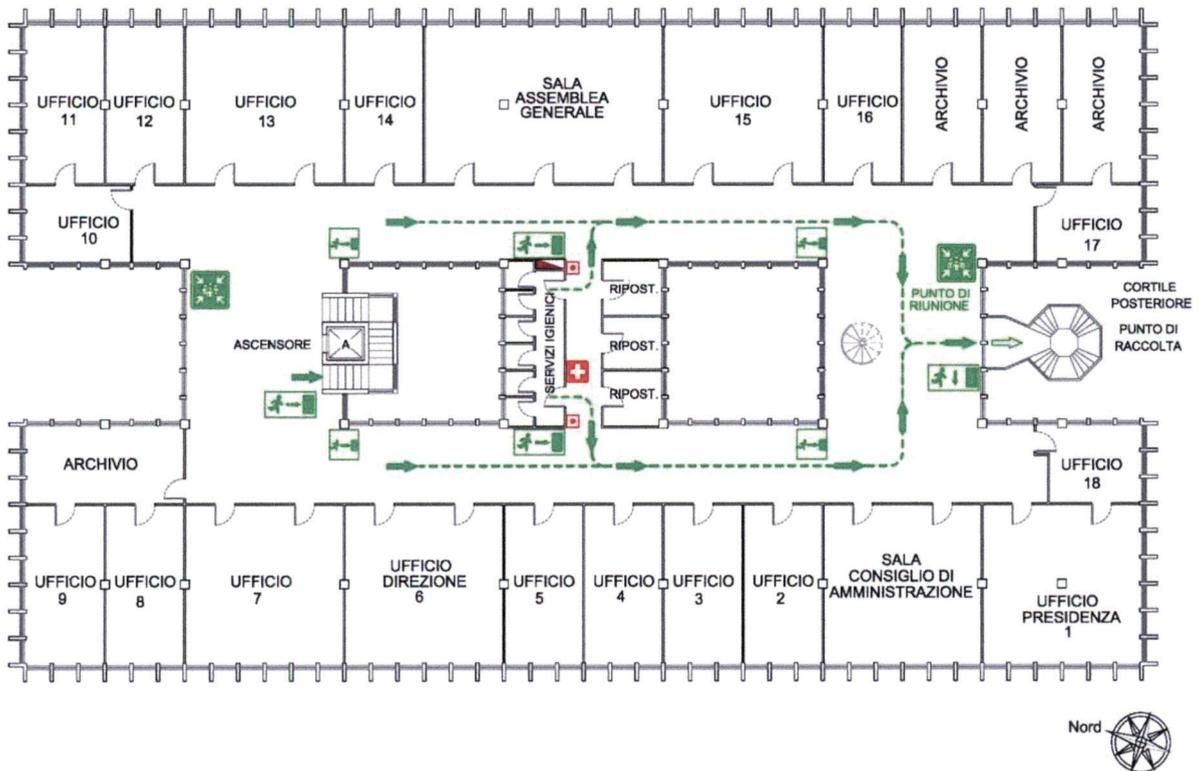 UFFICIO
11
UFFICIO
12
UFFICIO
13
UFFICIO
14
SALA
ASSEMBLEA
GENERALE
UFFICIO
15
UFFICIO
16
ARCHIVIO
ARCHIVIO
ARCHIVIO
UFFICIO
10
UFFICIO
17
ASCENSORE
A
SERVIZI IGIENICI
RIPOST.
RIPOST.
RIPOST.
PUNTO DI
RIUNIONE
CORTILE
POSTERIORE
PUNTO DI
RACCOLTA
ARCHIVIO
UFFICIO
18
UFFICIO
9
UFFICIO
8
UFFICIO
7
UFFICIO
DIREZIONE
6
UFFICIO
5
UFFICIO
4
UFFICIO
3
UFFICIO
2
SALA
CONSIGLIO DI
AMMINISTRAZIONE
UFFICIO
PRESIDENZA
1
Nord